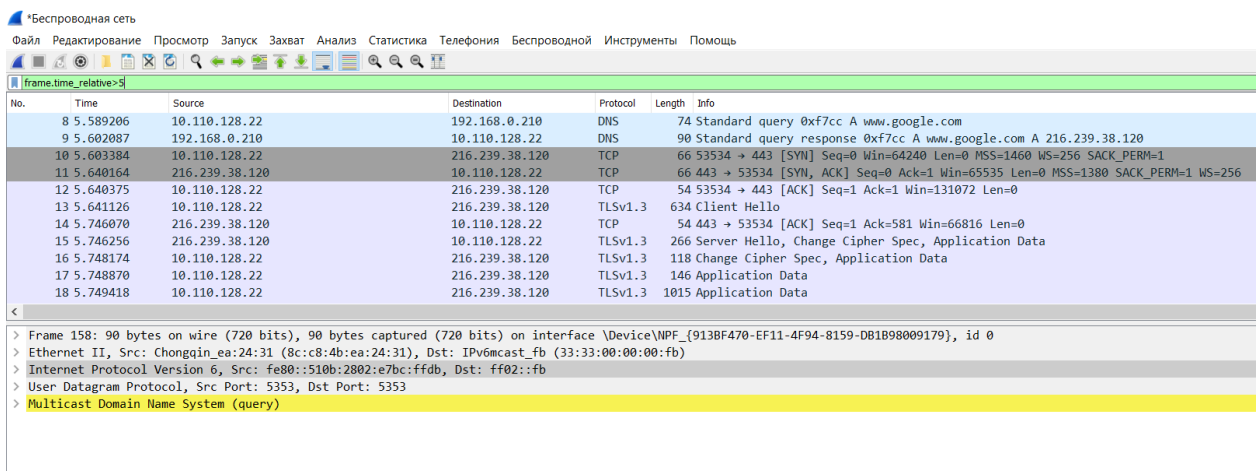 *Беспроводная сеть
Файл Редактирование Просмотр Запуск Захват Анализ Статистика Телефония Беспроводной Инструменты Помощь
frame.time_relative>5
No. Time Source Destination Protocol Length Info
8 5.589206 10.110.128.22 192.168.0.210 DNS 74 Standard query 0xf7cc A www.google.com
9 5.602087 192.168.0.210 10.110.128.22 DNS 90 Standard query response 0xf7cc A www.google.com A 216.239.38.120
10 5.603384 10.110.128.22 216.239.38.120 TCP 66 53534 → 443 [SYN] Seq=0 Win=64240 Len=0 MSS=1460 WS=256 SACK_PERM=1
11 5.640164 216.239.38.120 10.110.128.22 TCP 66 443 → 53534 [SYN, ACK] Seq=0 Ack=1 Win=65535 Len=0 MSS=1380 SACK_PERM=1 WS=256
12 5.640375 10.110.128.22 216.239.38.120 TCP 54 53534 → 443 [ACK] Seq=1 Ack=1 Win=131072 Len=0
13 5.641126 10.110.128.22 216.239.38.120 TLSv1.3 634 Client Hello
14 5.746070 216.239.38.120 10.110.128.22 TCP 54 443 → 53534 [ACK] Seq=1 Ack=581 Win=66816 Len=0
15 5.746256 216.239.38.120 10.110.128.22 TLSv1.3 266 Server Hello, Change Cipher Spec, Application Data
16 5.748174 10.110.128.22 216.239.38.120 TLSv1.3 118 Change Cipher Spec, Application Data
17 5.748870 10.110.128.22 216.239.38.120 TLSv1.3 146 Application Data
18 5.749418 10.110.128.22 216.239.38.120 TLSv1.3 1015 Application Data
> Frame 158: 90 bytes on wire (720 bits), 90 bytes captured (720 bits) on interface \Device\NPF_{913BF470-EF11-4F94-8159-DB1B98009179}, id 0
> Ethernet II, Src: Chongqin_ea:24:31 (8c:c8:4b:ea:24:31), Dst: IPv6mcast_fb (33:33:00:00:00:fb)
> Internet Protocol Version 6, Src: fe80::510b:2802:e7bc:ffdb, Dst: ff02::fb
> User Datagram Protocol, Src Port: 5353, Dst Port: 5353
> Multicast Domain Name System (query)